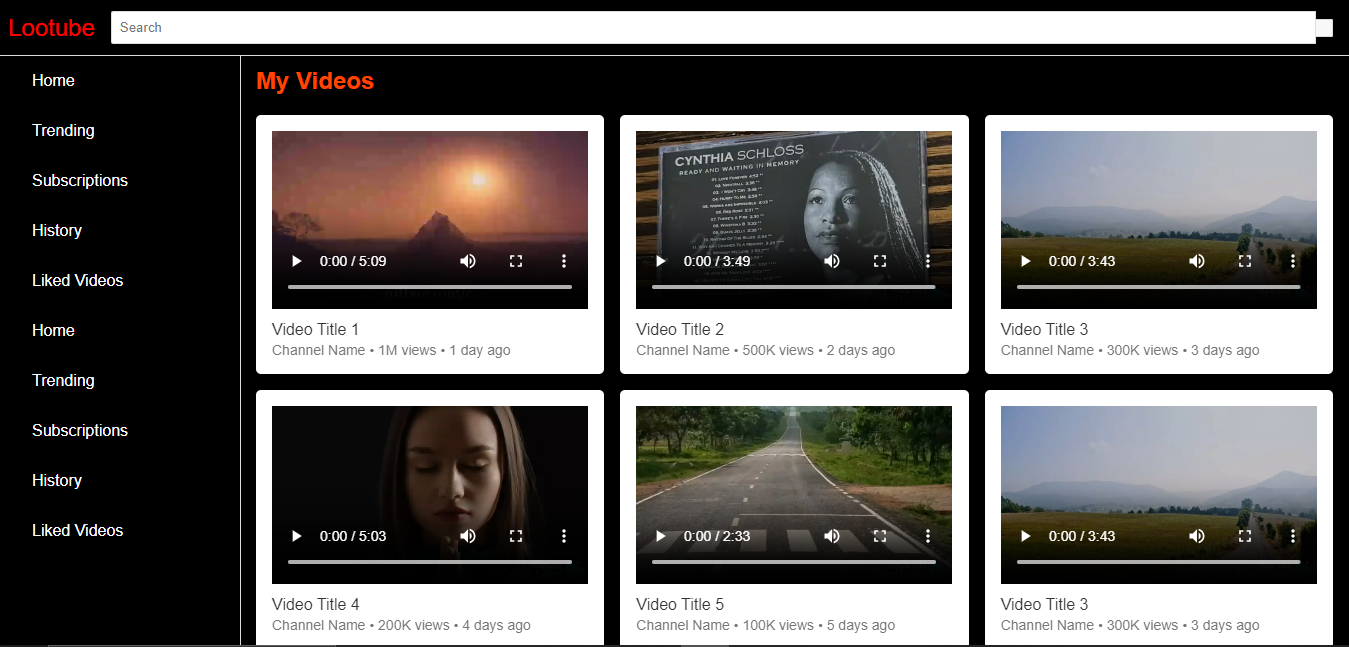 Lootube
Search
Home
Trending
Subscriptions
History
Liked Videos
Home
Trending
Subscriptions
History
Liked Videos
My Videos
0:00 / 5:09
Video Title 1
Channel Name • 1M views • 1 day ago
CYNTHIA SCHLOSS
READY AND WAITING IN MEMORY
0:00 / 3:49
Video Title 2
Channel Name • 500K views • 2 days ago
0:00 / 3:43
Video Title 3
Channel Name • 300K views • 3 days ago
0:00 / 5:03
Video Title 4
Channel Name • 200K views • 4 days ago
0:00 / 2:33
Video Title 5
Channel Name • 100K views • 5 days ago
0:00 / 3:43
Video Title 3
Channel Name • 300K views • 3 days ago